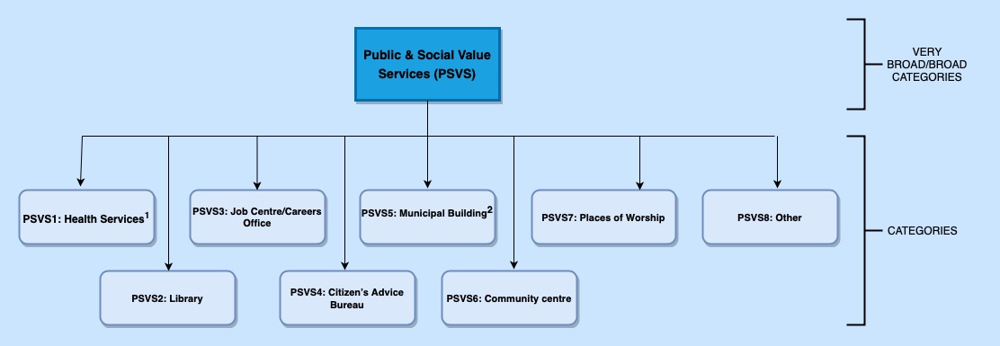 Public & Social Value
Services (PSVS)
VERY
BROAD/BROAD
CATEGORIES
PSVS1: Health Services¹
PSVS3: Job Centre/Careers
Office
PSVS5: Municipal Building²
PSVS7: Places of Worship
PSVS8: Other
CATEGORIES
PSVS2: Library
PSVS4: Citizen's Advice
Bureau
PSVS6: Community centre